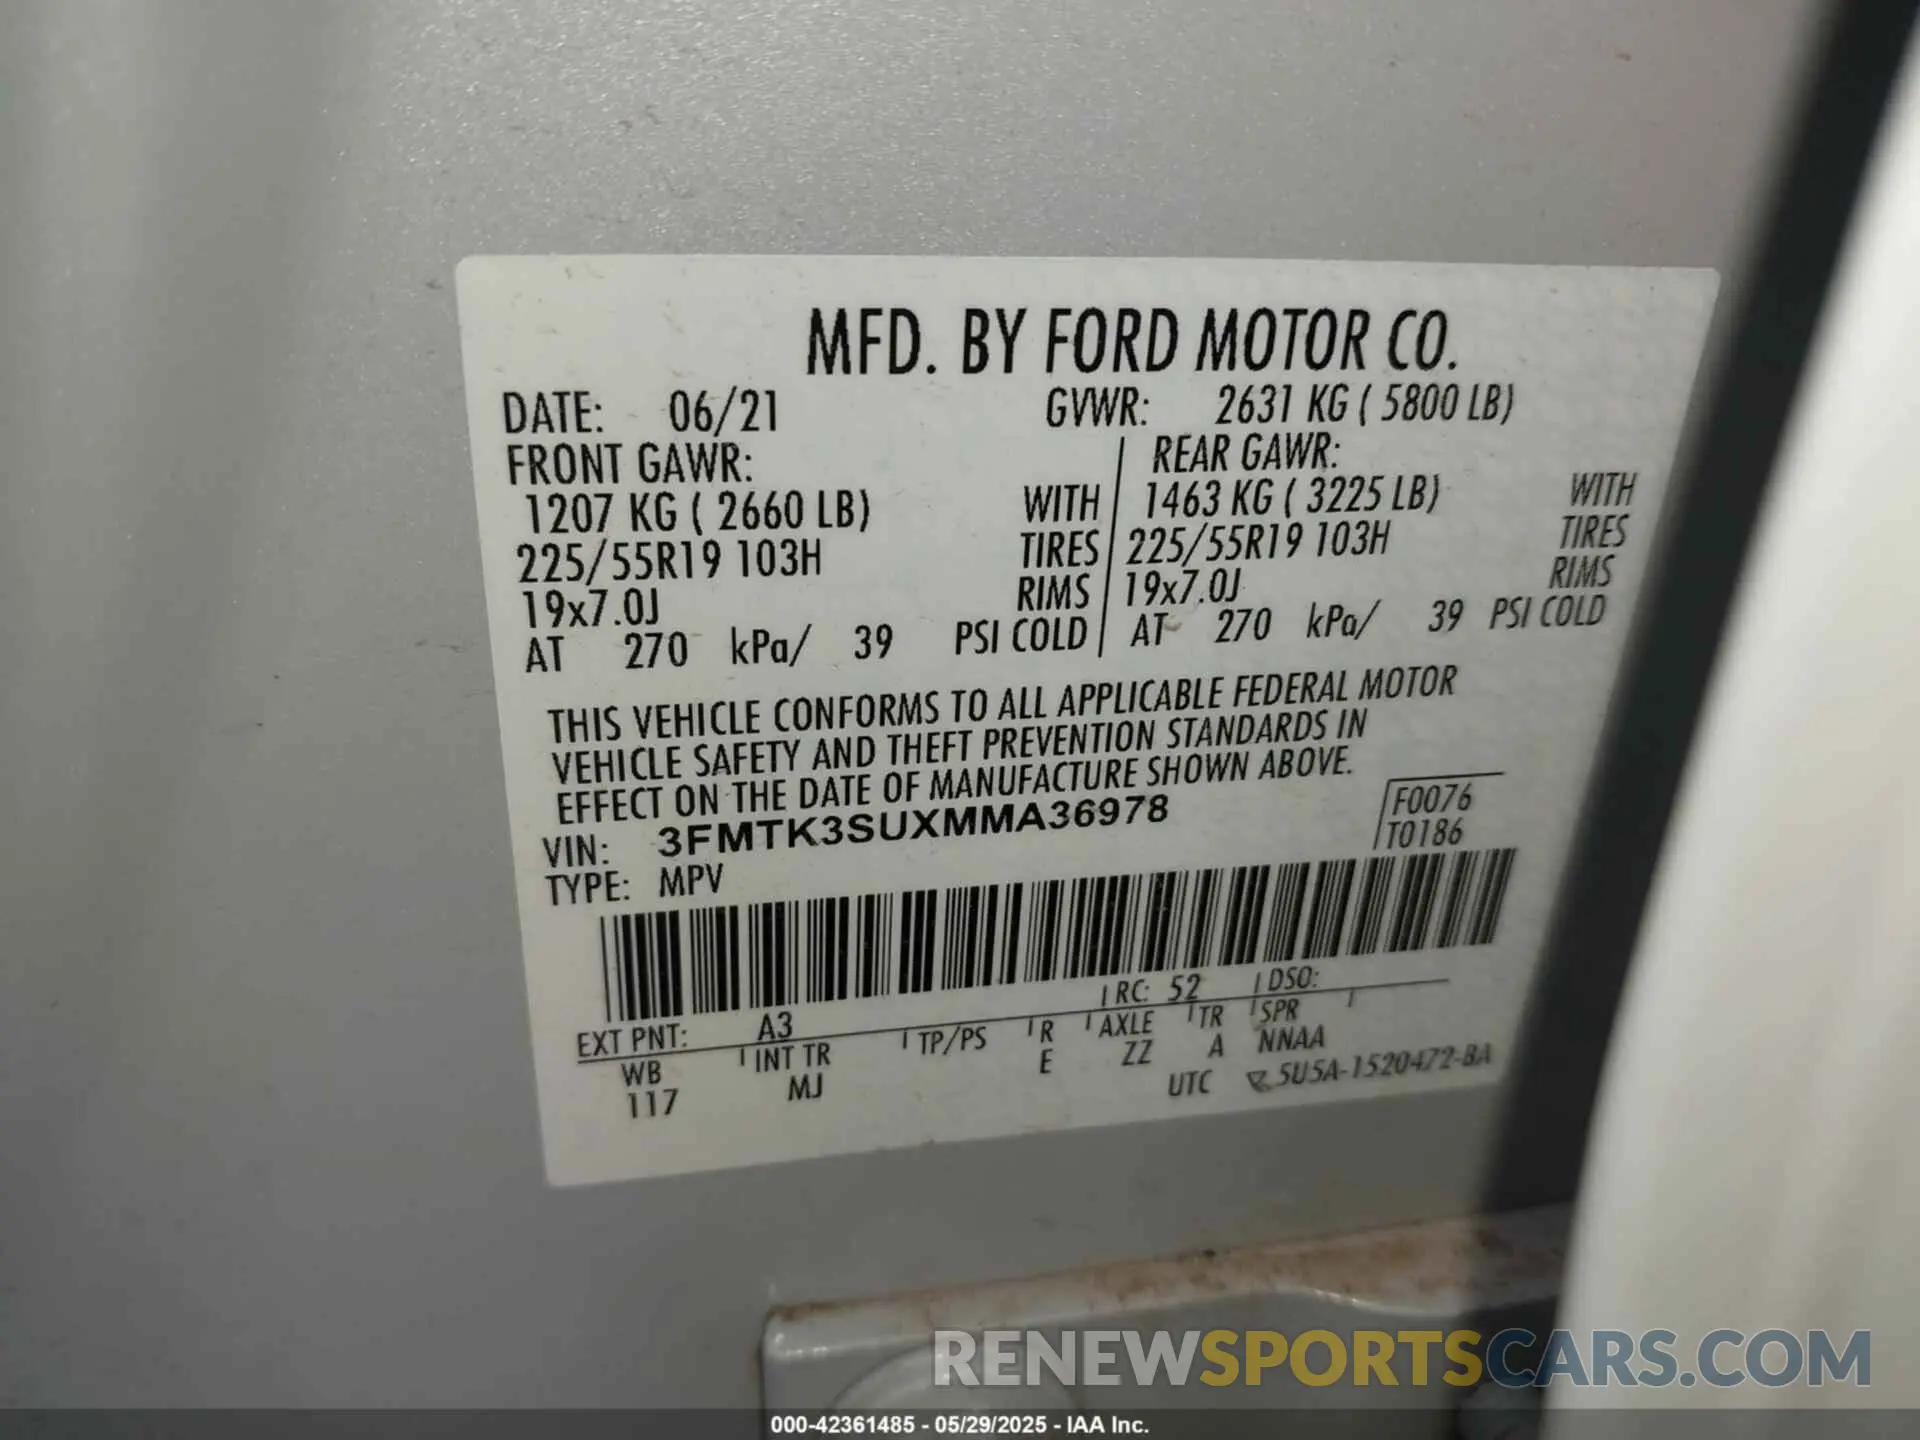 MFD. BY FORD MOTOR CO.
DATE: 06/21 GVWR: 2631 KG ( 5800 LB)
FRONT GAWR: REAR GAWR:
1207 KG ( 2660 LB) WITH 1463 KG ( 3225 LB) WITH
225/55R19 103H TIRES 225/55R19 103H TIRES
19x7.0J RIMS 19x7.0J RIMS
AT 270 kPa/ 39 PSI COLD AT 270 kPa/ 39 PSI COLD
THIS VEHICLE CONFORMS TO ALL APPLICABLE FEDERAL MOTOR
VEHICLE SAFETY AND THEFT PREVENTION STANDARDS IN
EFFECT ON THE DATE OF MANUFACTURE SHOWN ABOVE.
VIN: 3FMTK3SUXMMA36978 F0076
TYPE: MPV T0186
EXT PNT: A3 RC: 52 DSO:
WB INT TR TP/PS R AXLE TR SPR
117 MJ E ZZ A NNAA
UTC 5U5A-1520472-BA
RENEWSPORTSCARS.COM
000-42361485 - 05/29/2025 - IAA Inc.